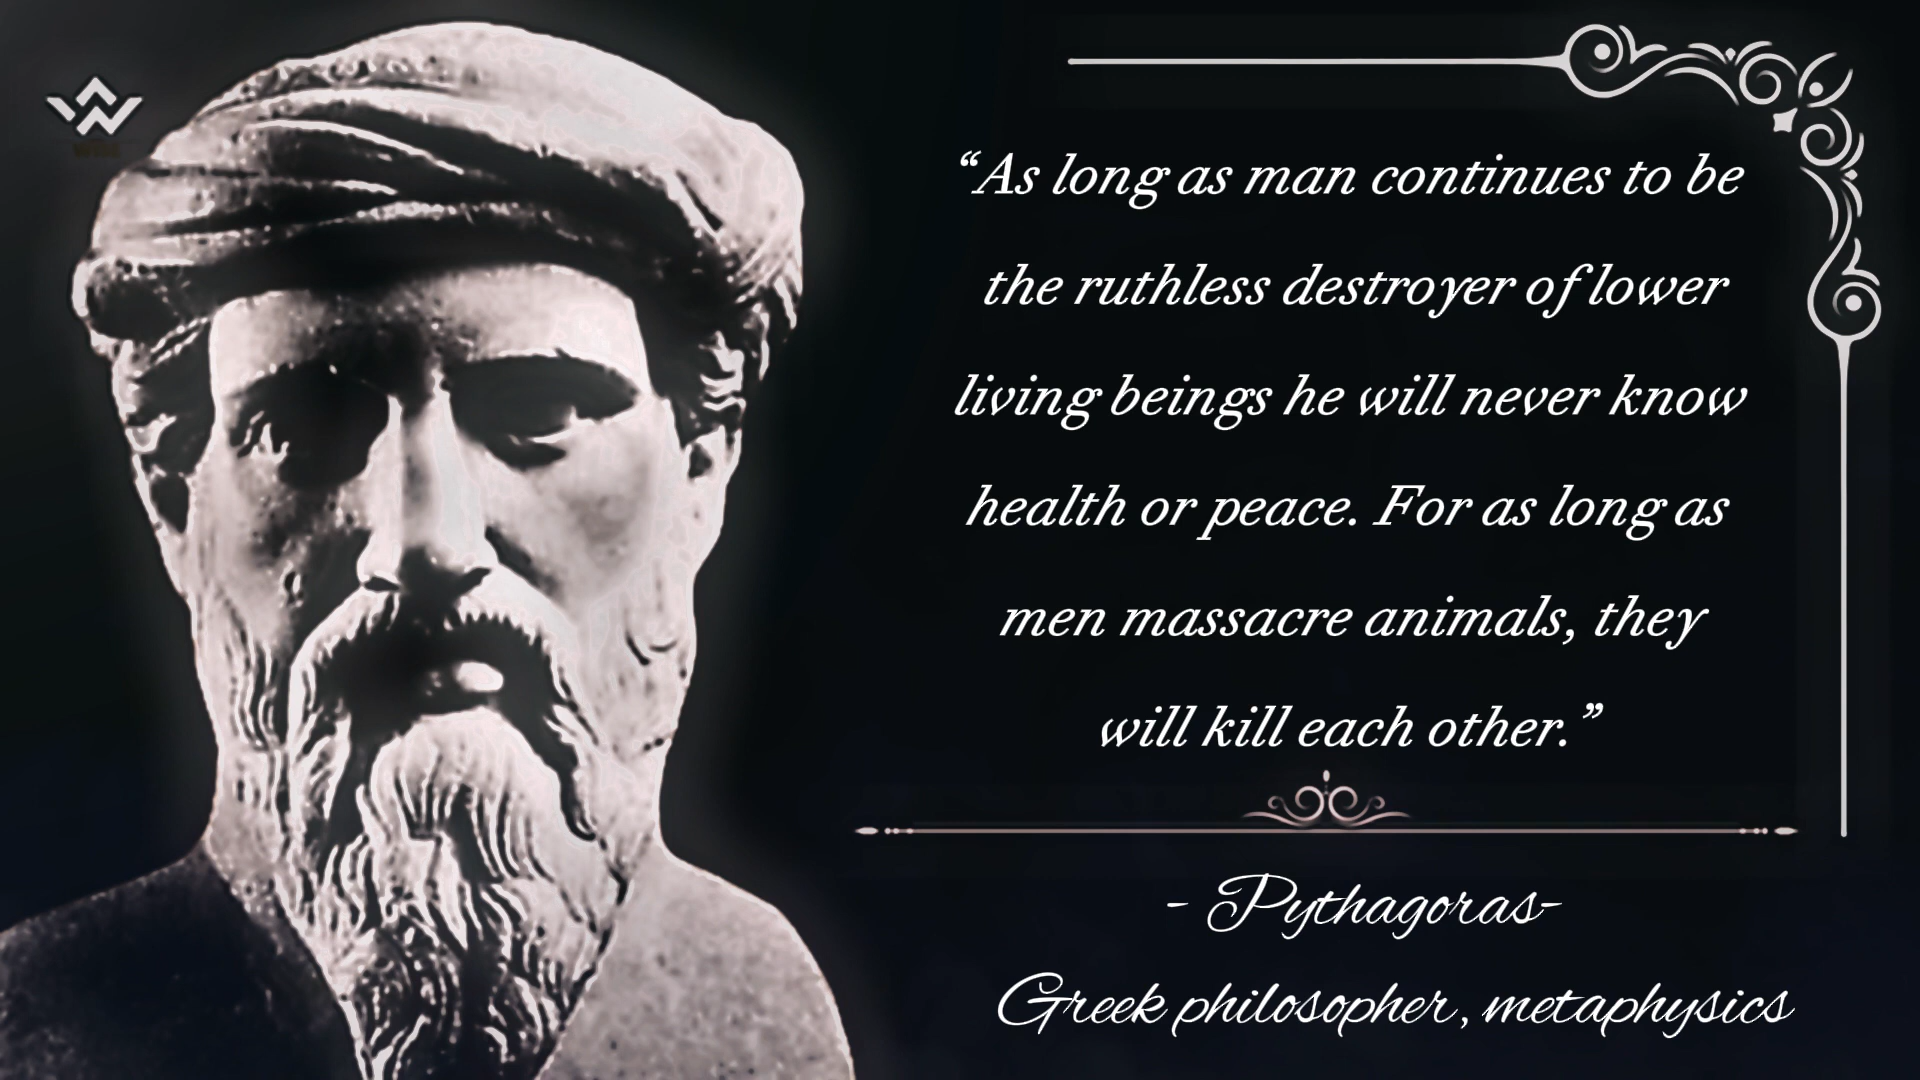 “As long as man continues to be
the ruthless destroyer of lower
living beings he will never know
health or peace. For as long as
men massacre animals, they
will kill each other.”
- Pythagoras-
Greek philosopher, metaphysics